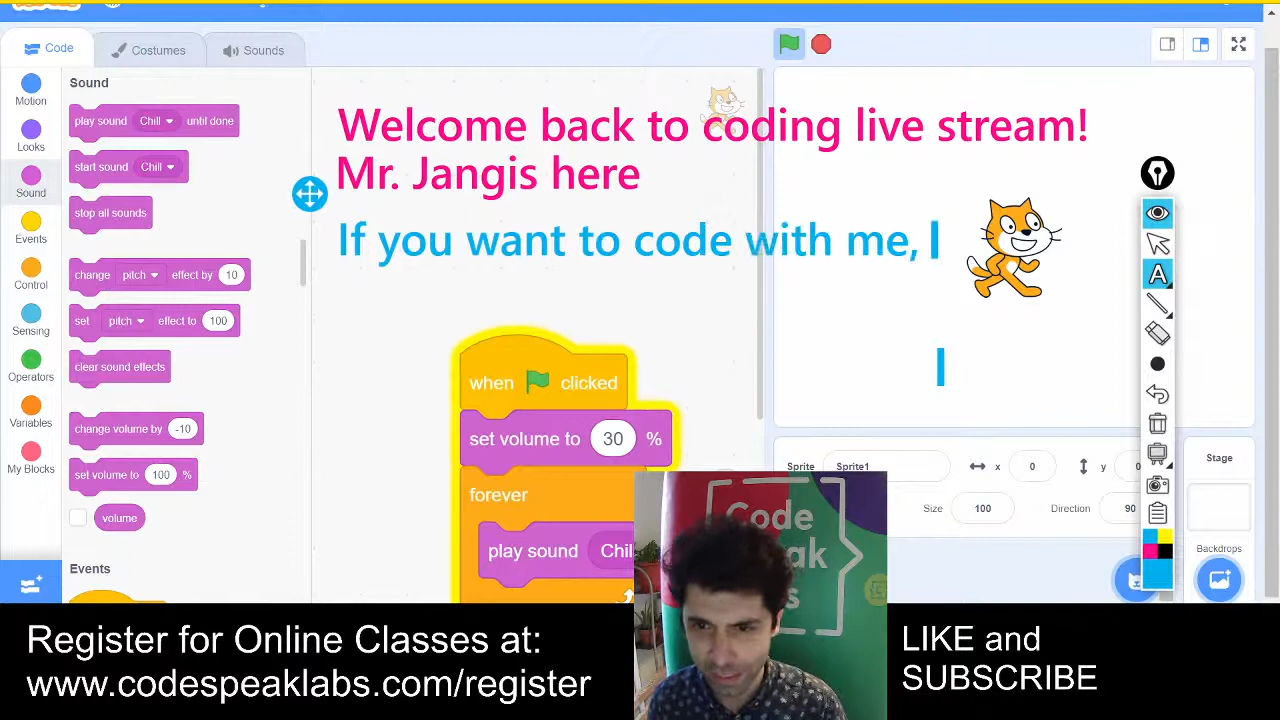 Code
Costumes
Sounds
Motion
Looks
Sound
Events
Control
Sensing
Operators
Variables
My Blocks
Sound
play sound Chill until done
start sound Chill
stop all sounds
change pitch effect by 10
set pitch effect to 100
clear sound effects
change volume by -10
set volume to 100 %
volume
Events
Welcome back to coding live stream!
Mr. Jangis here
If you want to code with me,
when clicked
set volume to 30 %
forever
play sound Chil
Sprite Sprite1 x 0 y 0
Size 100 Direction 90
Stage
Backdrops
A
Code
Register for Online Classes at:
www.codespeaklabs.com/register
LIKE and
SUBSCRIBE